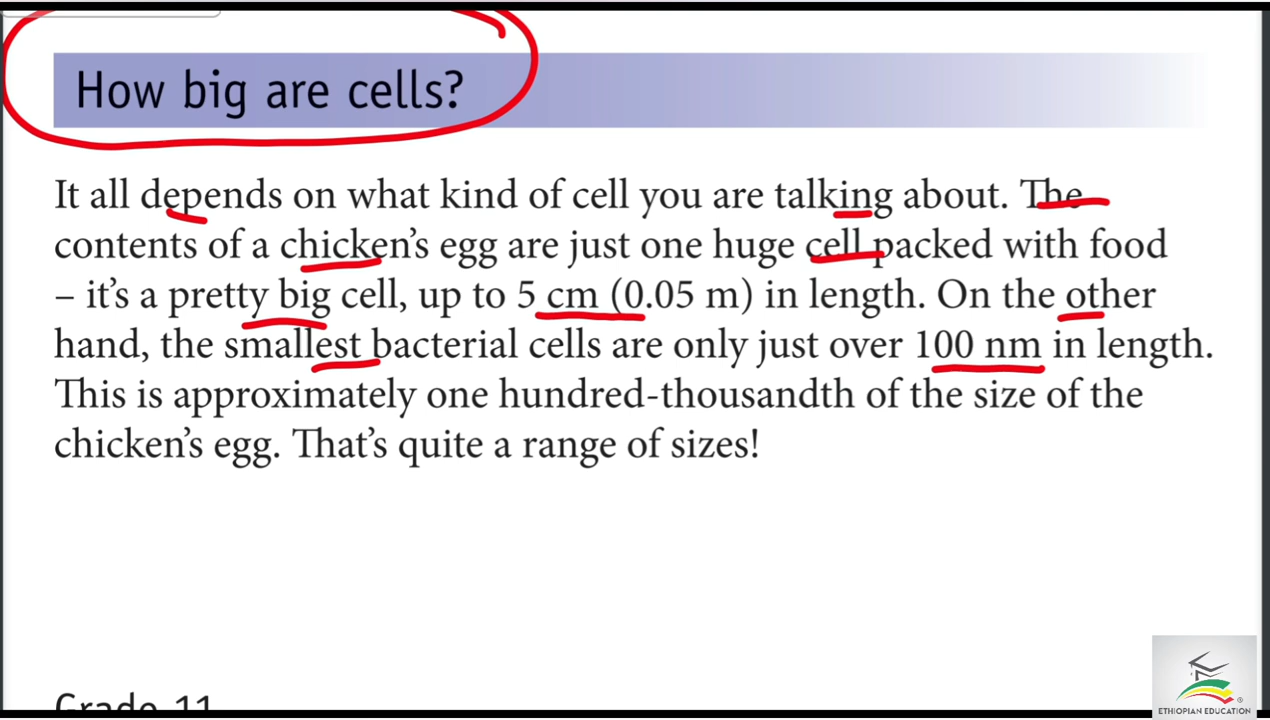 How big are cells?
It all depends on what kind of cell you are talking about. The
contents of a chicken's egg are just one huge cell packed with food
– it's a pretty big cell, up to 5 cm (0.05 m) in length. On the other
hand, the smallest bacterial cells are only just over 100 nm in length.
This is approximately one hundred-thousandth of the size of the
chicken's egg. That's quite a range of sizes!
Grade 11
ETHIOPIAN EDUCATION